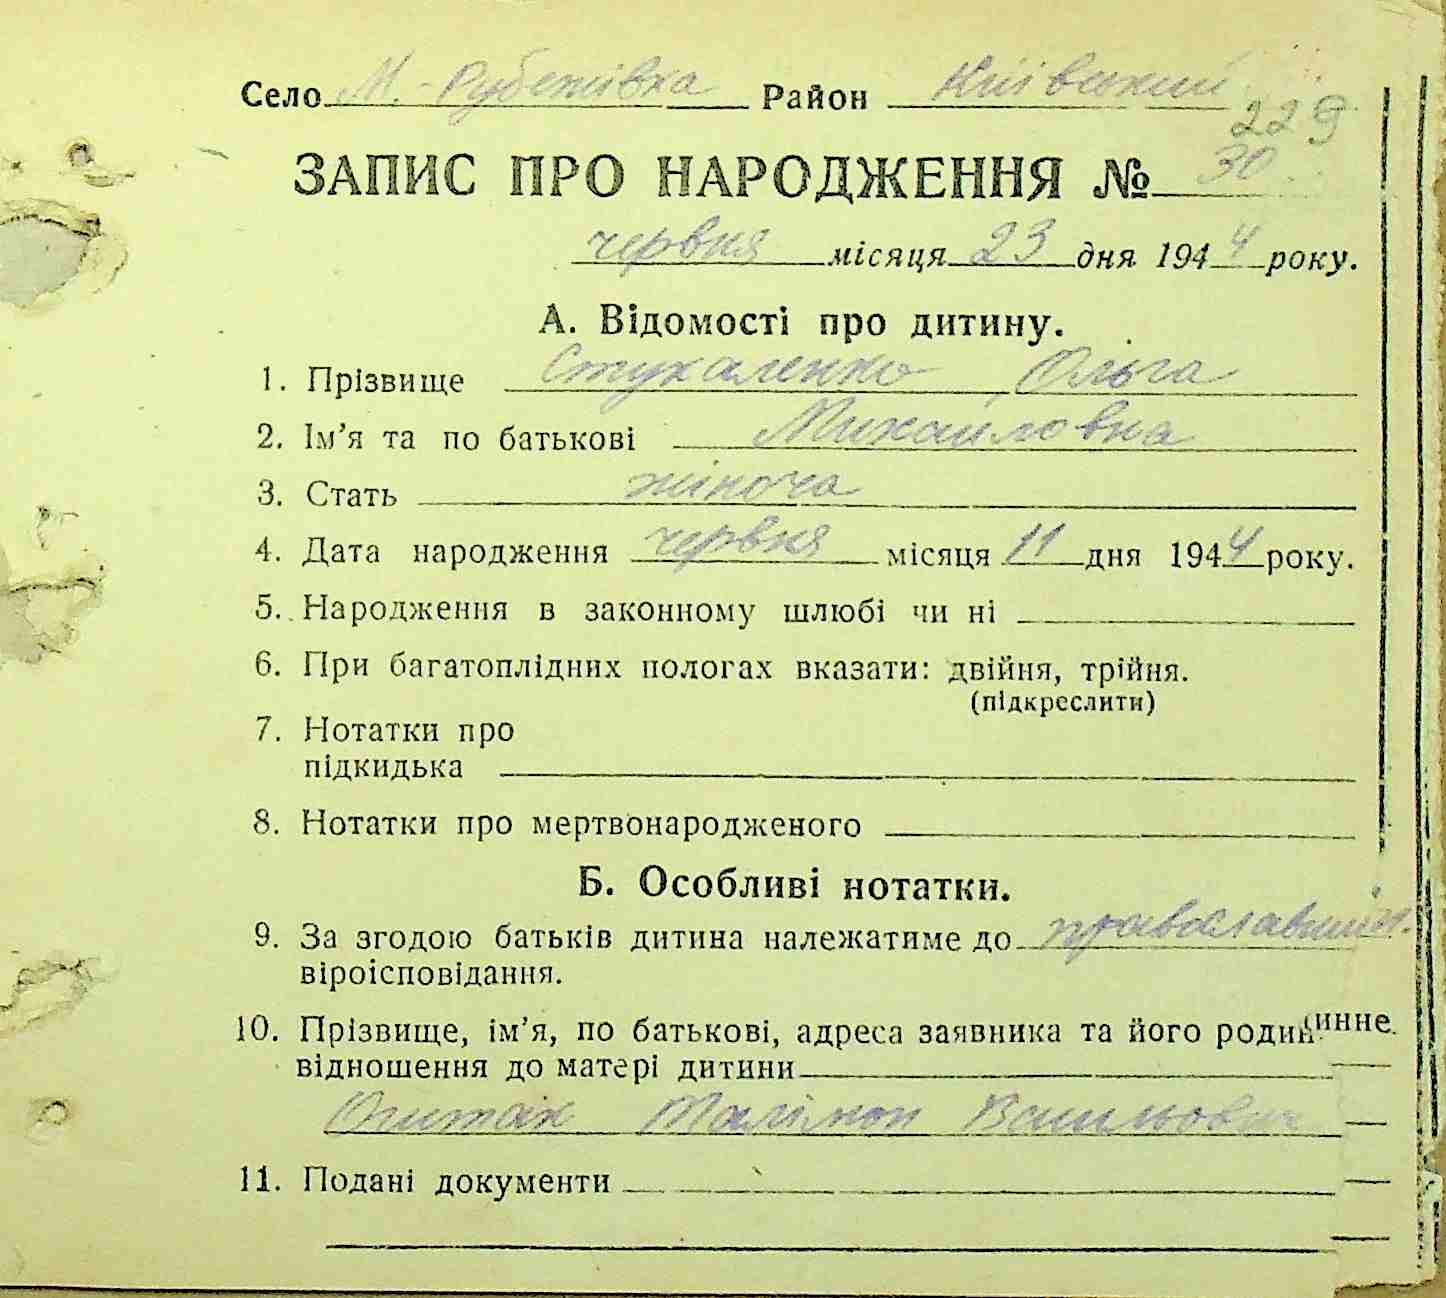 Село М.-Рубежівка Район Київський
229
ЗАПИС ПРО НАРОДЖЕННЯ № 30
червня місяця 23 дня 1944 року.
А. Відомості про дитину.
1. Прізвище Стукаленко Ольга
2. Ім'я та по батькові Михайловна
3. Стать жіноча
4. Дата народження червня місяця 11 дня 1944 року.
5. Народження в законному шлюбі чи ні
6. При багатоплідних пологах вказати: двійня, трійня.
(підкреслити)
7. Нотатки про
підкидька
8. Нотатки про мертвонародженого
Б. Особливі нотатки.
9. За згодою батьків дитина належатиме до
віроісповідання.
10. Прізвище, ім'я, по батькові, адреса заявника та його родинне
відношення до матері дитини
11. Подані документи